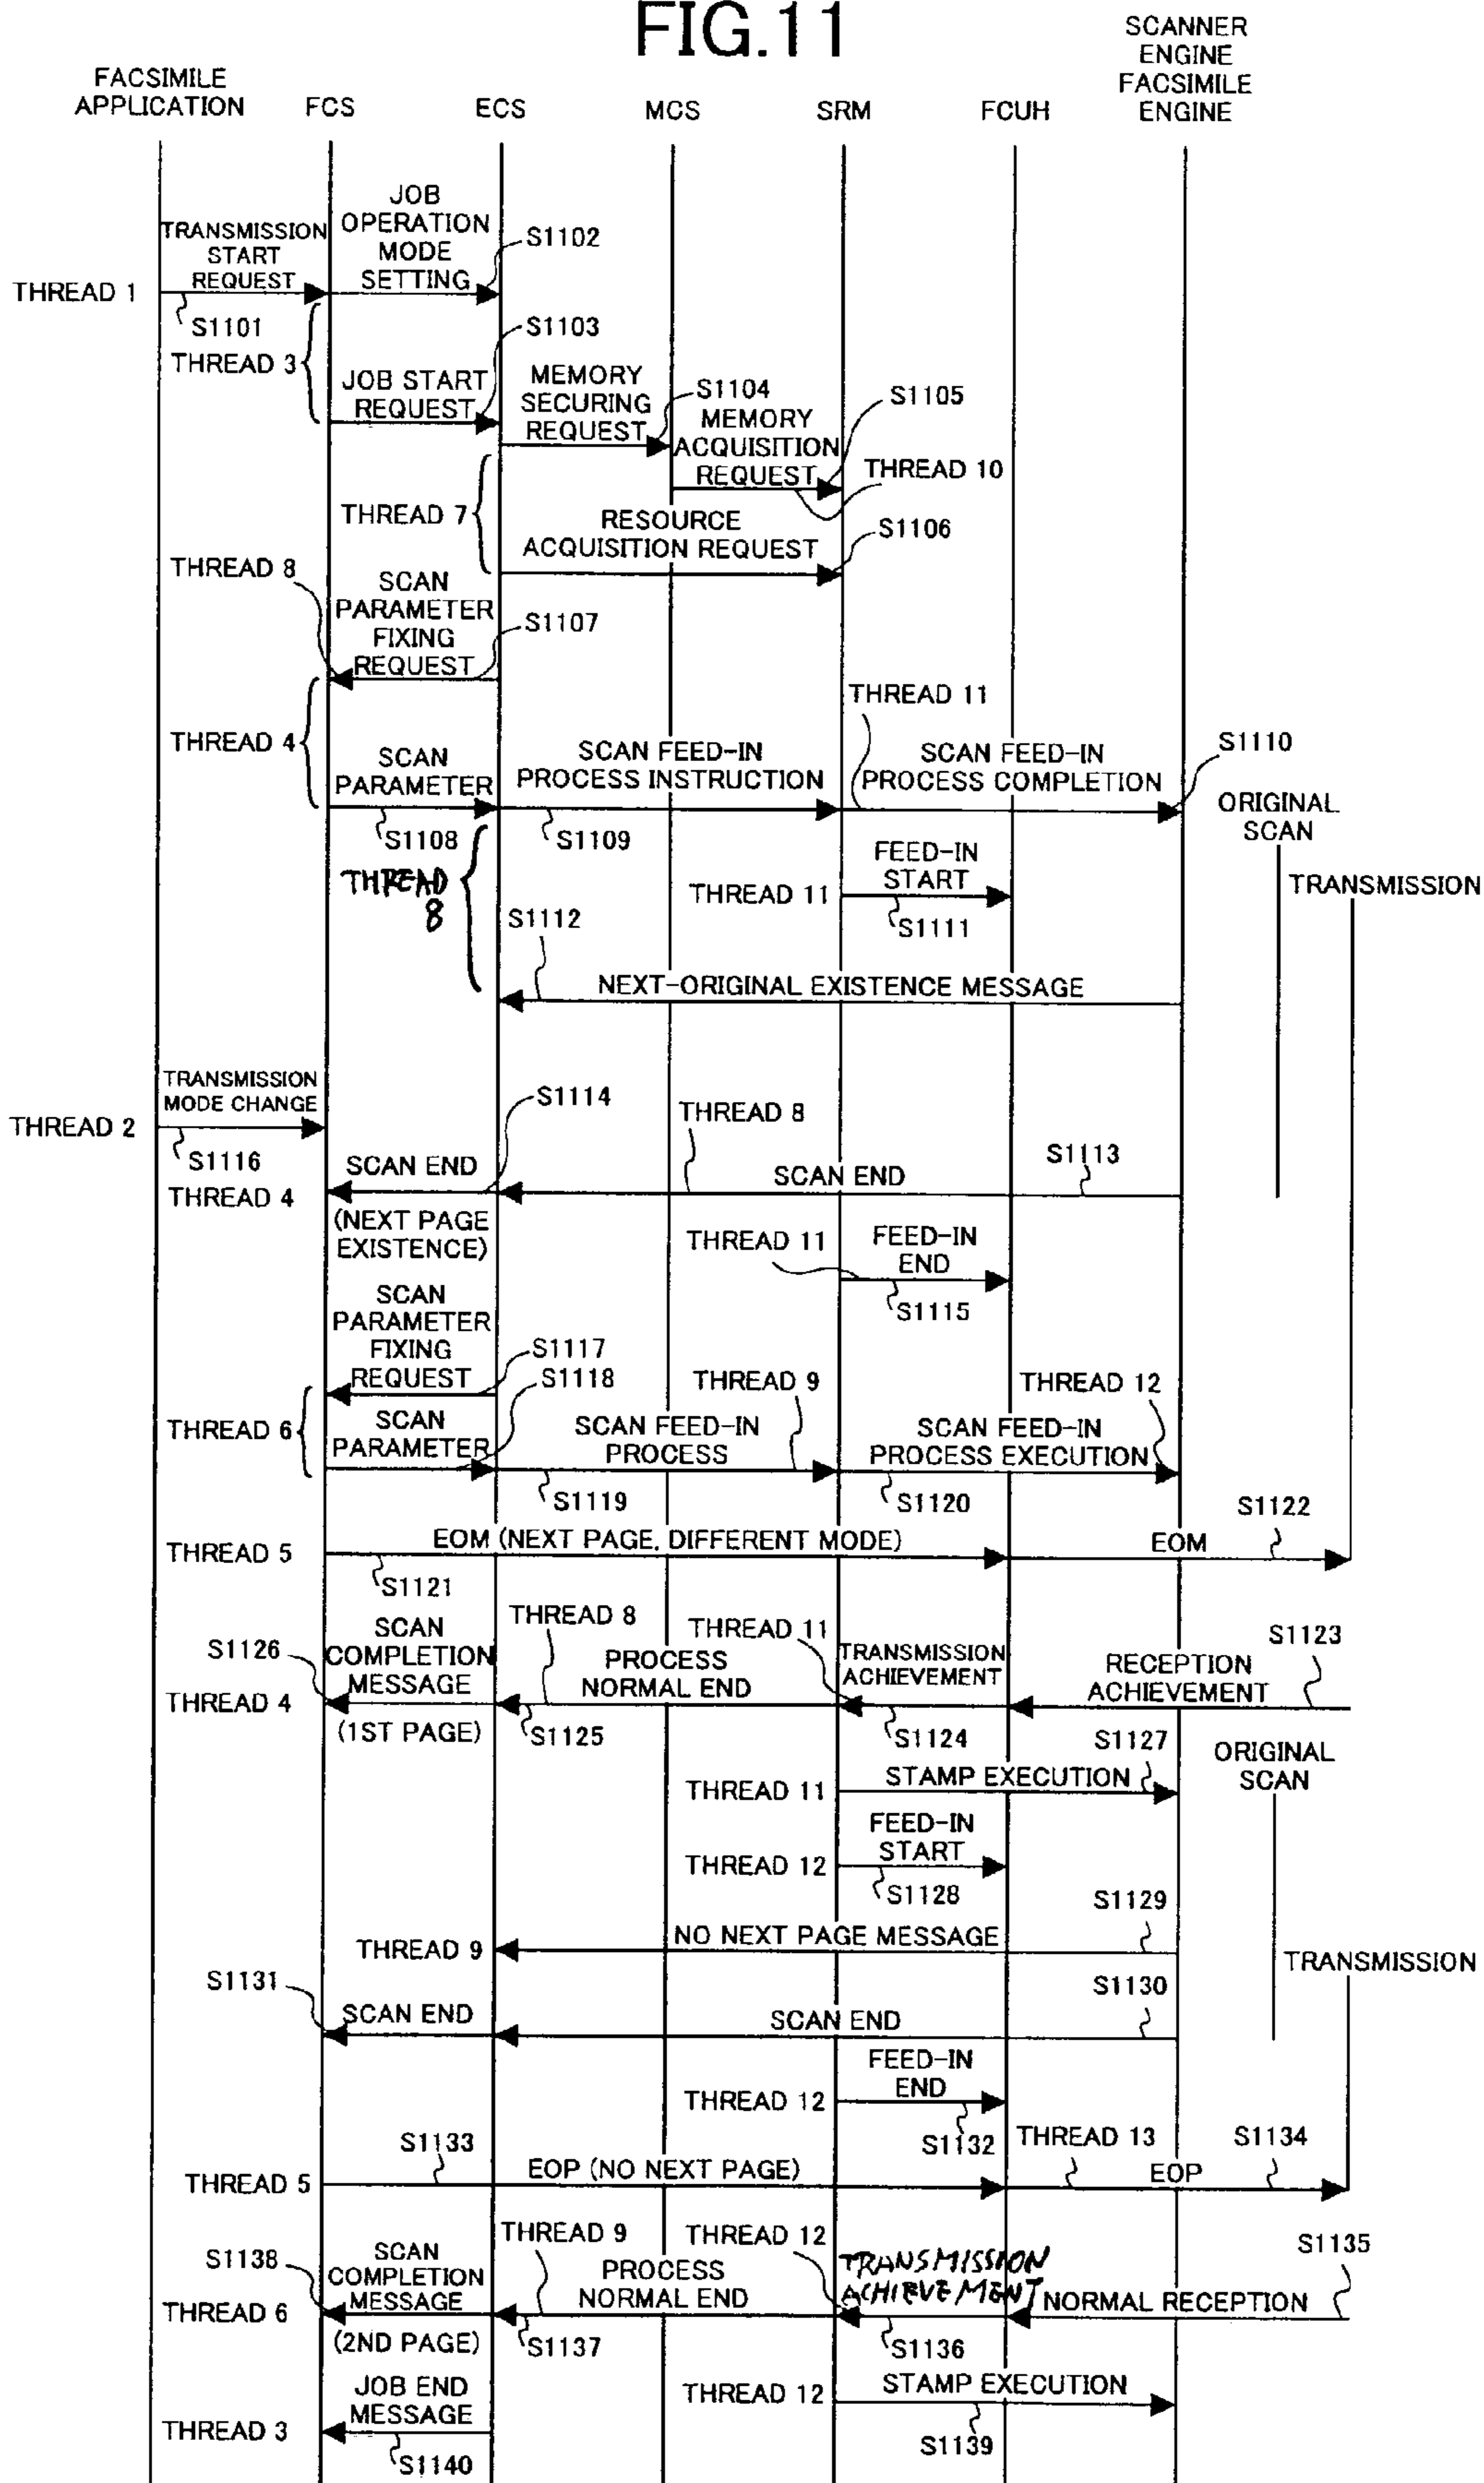 FIG.11
FACSIMILE
APPLICATION
FCS
ECS
MCS
SRM
FCUH
SCANNER
ENGINE
FACSIMILE
ENGINE
THREAD 1
TRANSMISSION
START
REQUEST
S1101
JOB
OPERATION
MODE
SETTING
S1102
THREAD 3
JOB START
REQUEST
S1103
MEMORY
SECURING
REQUEST
S1104
MEMORY
ACQUISITION
REQUEST
S1105
THREAD 10
THREAD 7
RESOURCE
ACQUISITION REQUEST
S1106
THREAD 8
SCAN
PARAMETER
FIXING
REQUEST
S1107
THREAD 4
SCAN
PARAMETER
S1108
SCAN FEED-IN
PROCESS INSTRUCTION
S1109
THREAD 11
SCAN FEED-IN
PROCESS COMPLETION
S1110
ORIGINAL
SCAN
THREAD
8
THREAD 11
FEED-IN
START
S1111
TRANSMISSION
S1112
NEXT-ORIGINAL EXISTENCE MESSAGE
THREAD 2
TRANSMISSION
MODE CHANGE
S1116
S1114
THREAD 8
S1113
THREAD 4
SCAN END
SCAN END
(NEXT PAGE
EXISTENCE)
THREAD 11
FEED-IN
END
S1115
SCAN
PARAMETER
FIXING
REQUEST
S1117
THREAD 6
SCAN
PARAMETER
S1118
THREAD 9
SCAN FEED-IN
PROCESS
S1119
THREAD 12
SCAN FEED-IN
PROCESS EXECUTION
S1120
THREAD 5
EOM (NEXT PAGE, DIFFERENT MODE)
S1121
EOM
S1122
S1126
THREAD 4
SCAN
COMPLETION
MESSAGE
(1ST PAGE)
THREAD 8
PROCESS
NORMAL END
S1125
THREAD 11
TRANSMISSION
ACHIEVEMENT
S1124
RECEPTION
ACHIEVEMENT
S1123
THREAD 11
STAMP EXECUTION
S1127
ORIGINAL
SCAN
THREAD 12
FEED-IN
START
S1128
THREAD 9
NO NEXT PAGE MESSAGE
S1129
TRANSMISSION
S1131
SCAN END
SCAN END
S1130
THREAD 12
FEED-IN
END
S1132
THREAD 5
S1133
EOP (NO NEXT PAGE)
THREAD 13
EOP
S1134
S1138
THREAD 6
SCAN
COMPLETION
MESSAGE
(2ND PAGE)
THREAD 9
PROCESS
NORMAL END
S1137
THREAD 12
TRANSMISSION
ACHIEVEMENT
S1136
NORMAL RECEPTION
S1135
THREAD 12
STAMP EXECUTION
S1139
THREAD 3
JOB END
MESSAGE
S1140